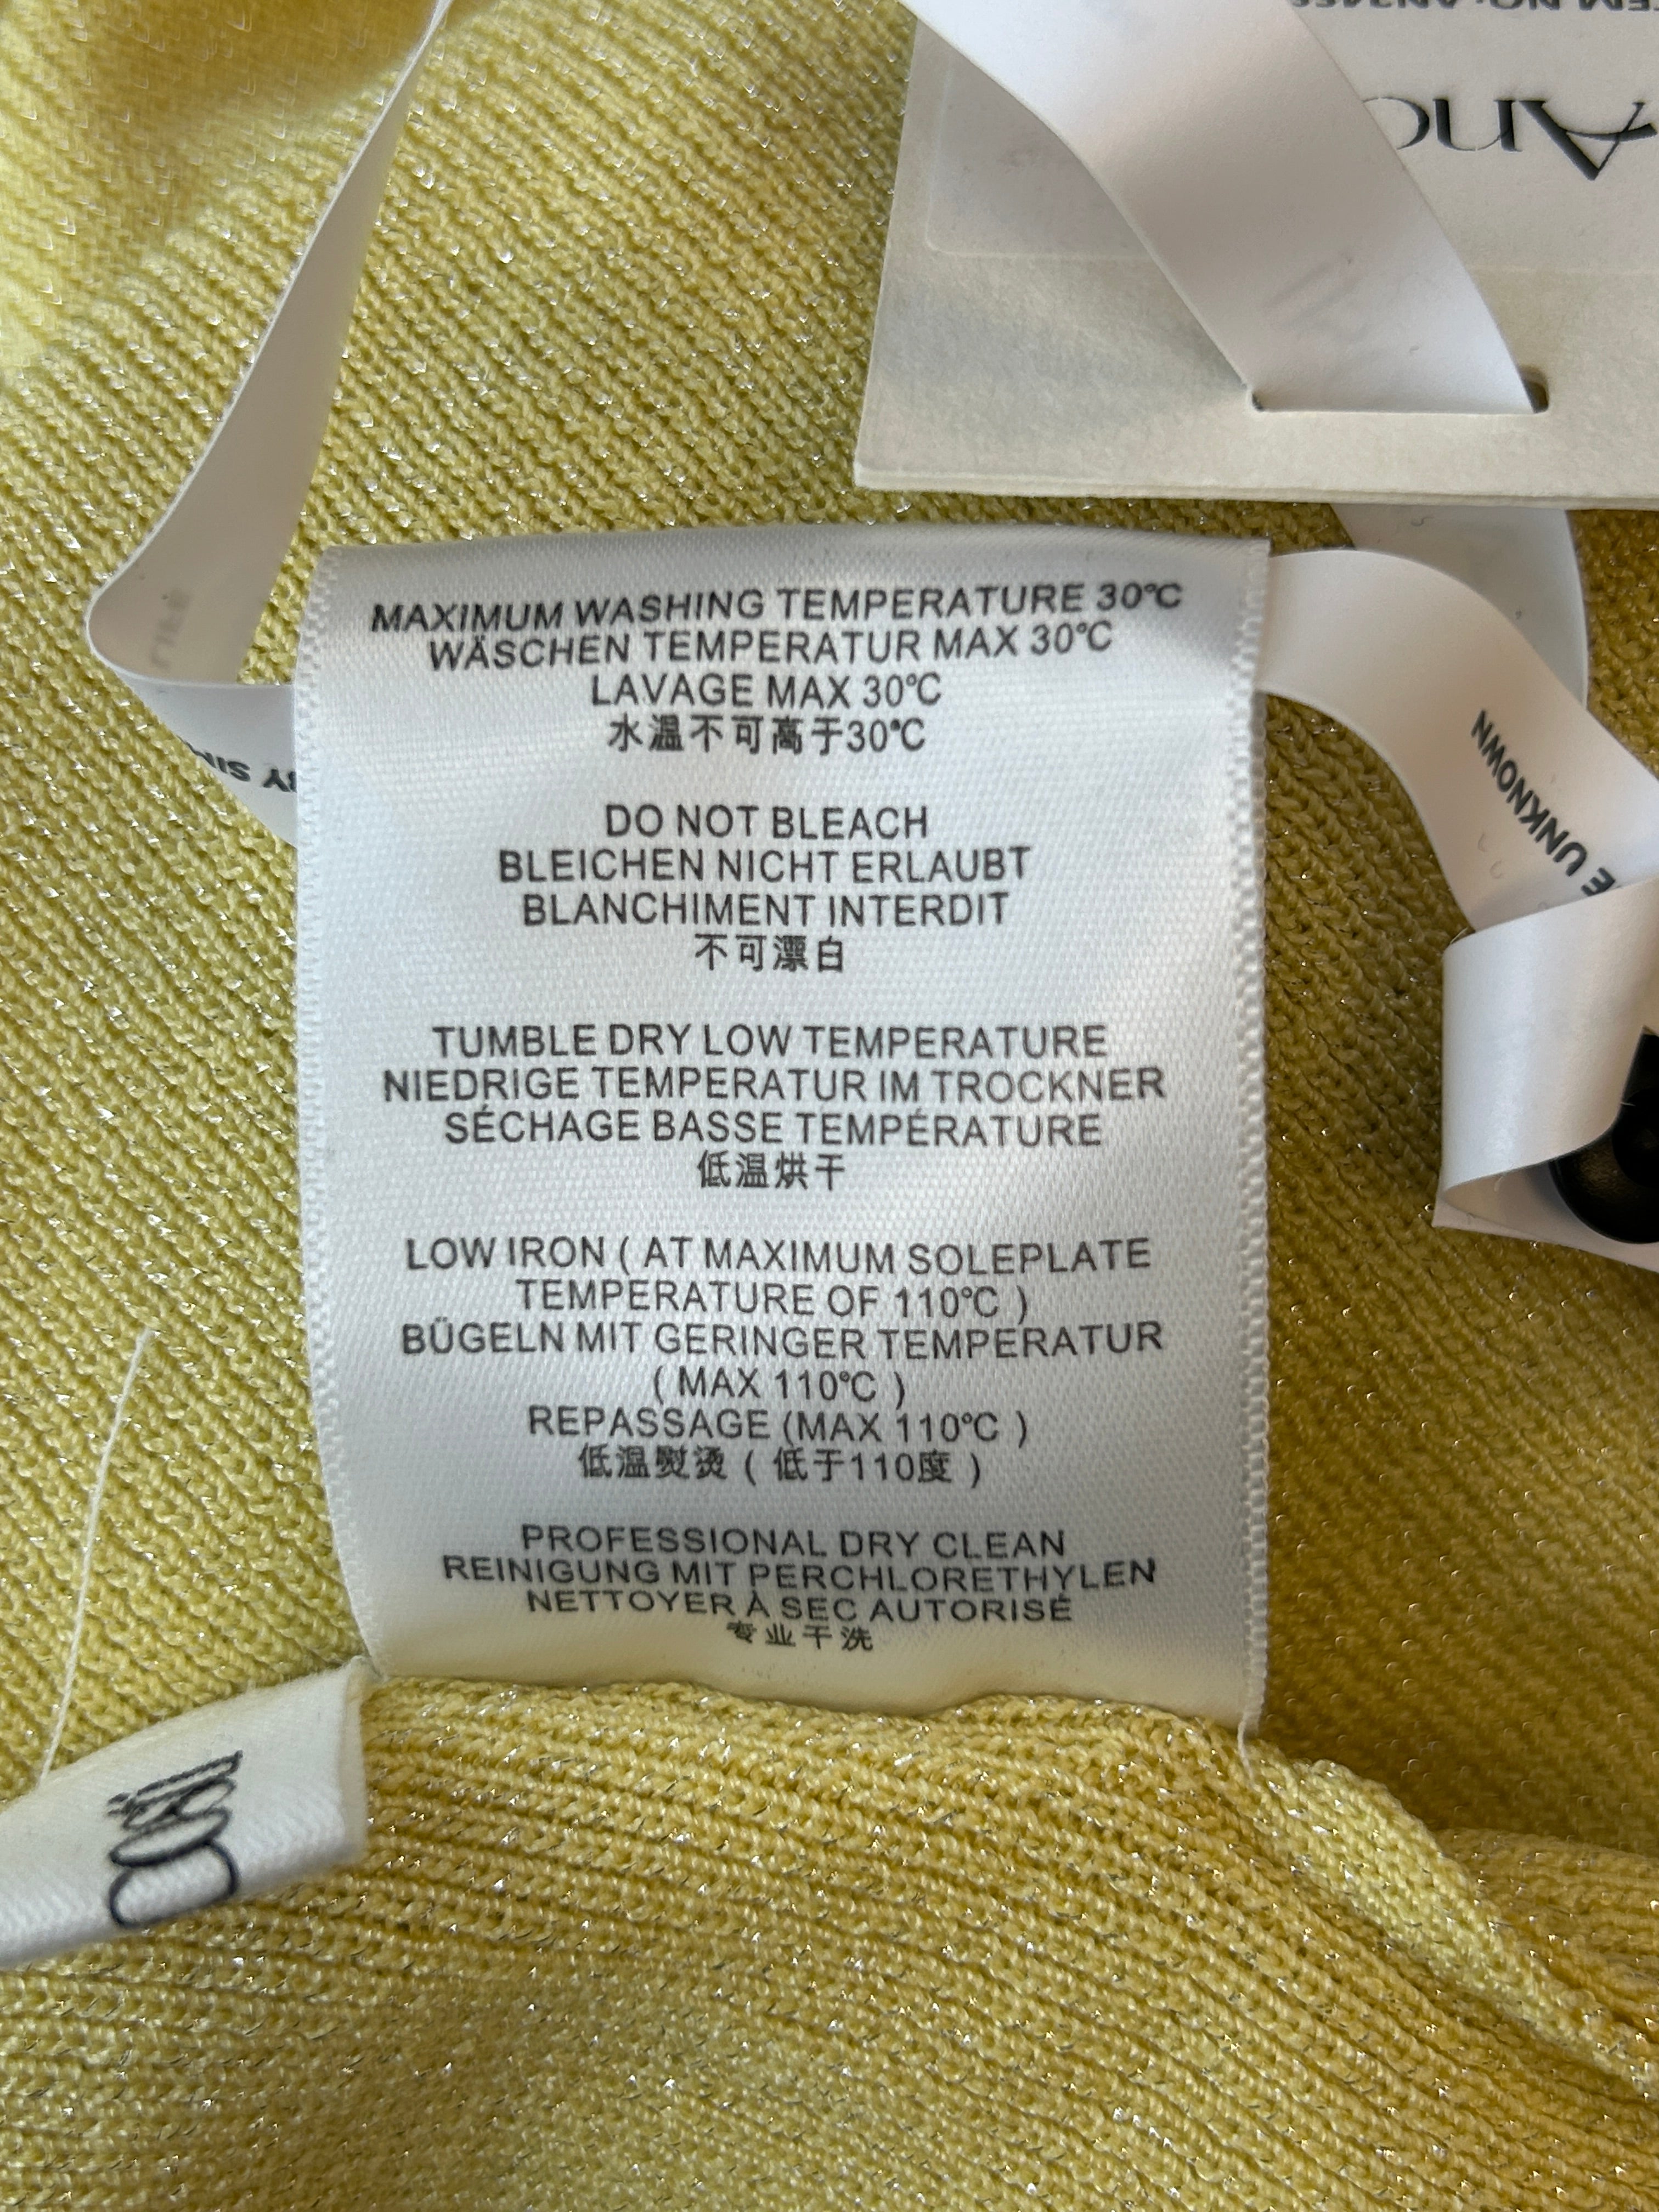 MAXIMUM WASHING TEMPERATURE 30℃
WÄSCHEN TEMPERATUR MAX 30℃
LAVAGE MAX 30℃
水温不可高于30℃
DO NOT BLEACH
BLEICHEN NICHT ERLAUBT
BLANCHIMENT INTERDIT
不可漂白
TUMBLE DRY LOW TEMPERATURE
NIEDRIGE TEMPERATUR IM TROCKNER
SÉCHAGE BASSE TEMPÉRATURE
低温烘干
LOW IRON ( AT MAXIMUM SOLEPLATE
TEMPERATURE OF 110℃ )
BÜGELN MIT GERINGER TEMPERATUR
( MAX 110℃ )
REPASSAGE (MAX 110℃ )
低温熨烫 ( 低于110度 )
PROFESSIONAL DRY CLEAN
REINIGUNG MIT PERCHLORETHYLEN
NETTOYER À SEC AUTORISÉ
专业干洗
UNKNOWN